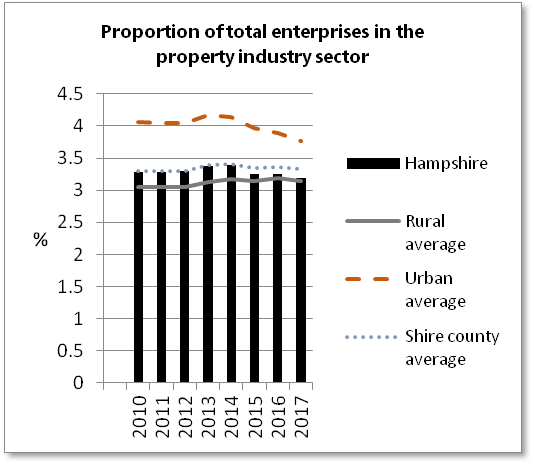 Proportion of total enterprises in the
property industry sector
4.5
4
3.5
3
2.5
2
1.5
1
0.5
0
%
2010
2011
2012
2013
2014
2015
2016
2017
Hampshire
Rural
average
Urban
average
Shire county
average